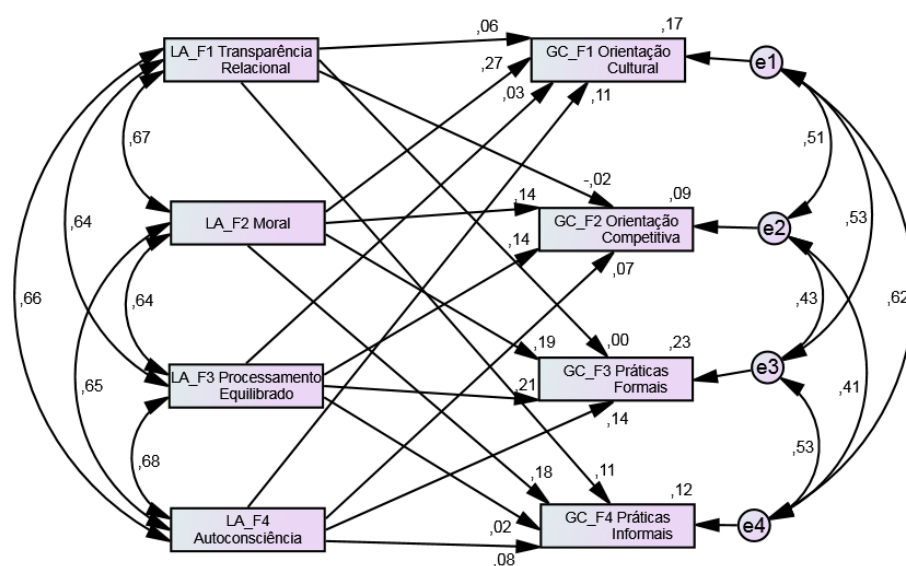 ,06
,17
LA_F1 Transparência
Relacional
GC_F1 Orientação
Cultural
e1
,27
,03
,11
,67
,51
-,02
,09
,14
LA_F2 Moral
GC_F2 Orientação
Competitiva
e2
,64
,53
,14
,07
,66
,64
,43
,62
,19
,00
,23
LA_F3 Processamento
Equilibrado
GC_F3 Práticas
Formais
e3
,21
,65
,41
,14
,68
,53
,18
,11
,12
LA_F4
Autoconsciência
GC_F4 Práticas
Informais
e4
,02
,08